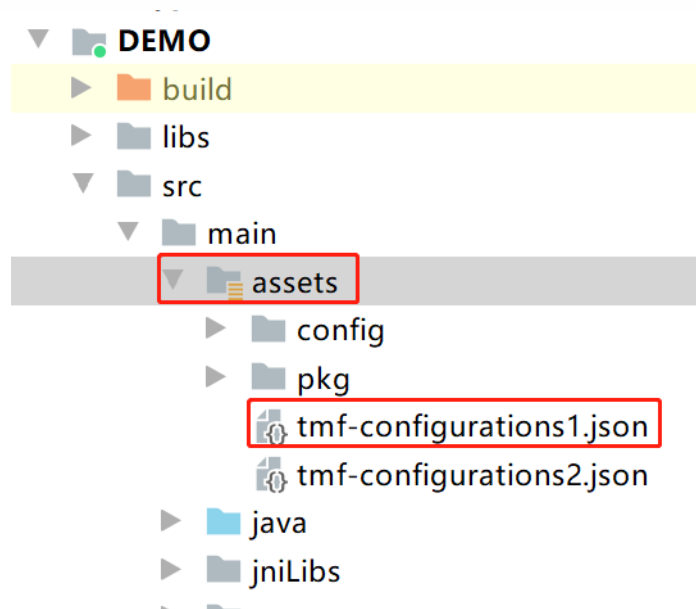 DEMO
build
libs
src
main
assets
config
pkg
tmf-configurations1.json
tmf-configurations2.json
java
jniLibs